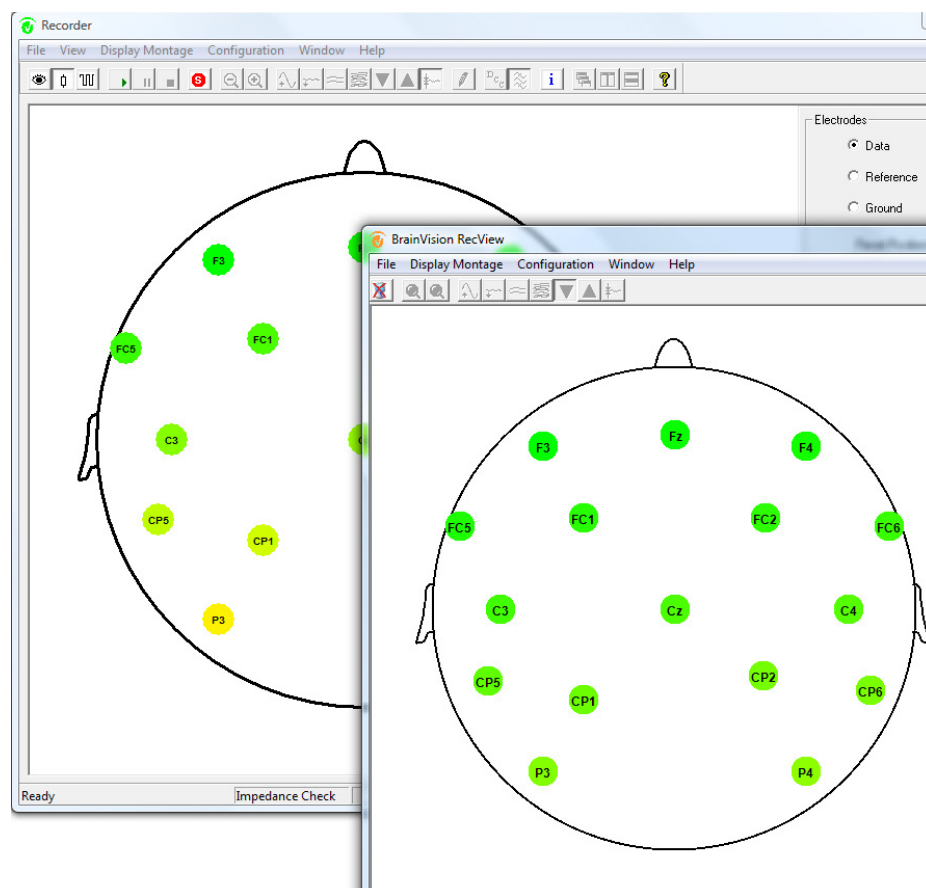 Recorder
File View Display Montage Configuration Window Help
Electrodes
Data
Reference
Ground
F3
FC5
FC1
C3
CP5
CP1
P3
Ready
Impedance Check
BrainVision RecView
File Display Montage Configuration Window Help
F3 Fz F4
FC5 FC1 FC2 FC6
C3 Cz C4
CP5 CP1 CP2 CP6
P3 P4